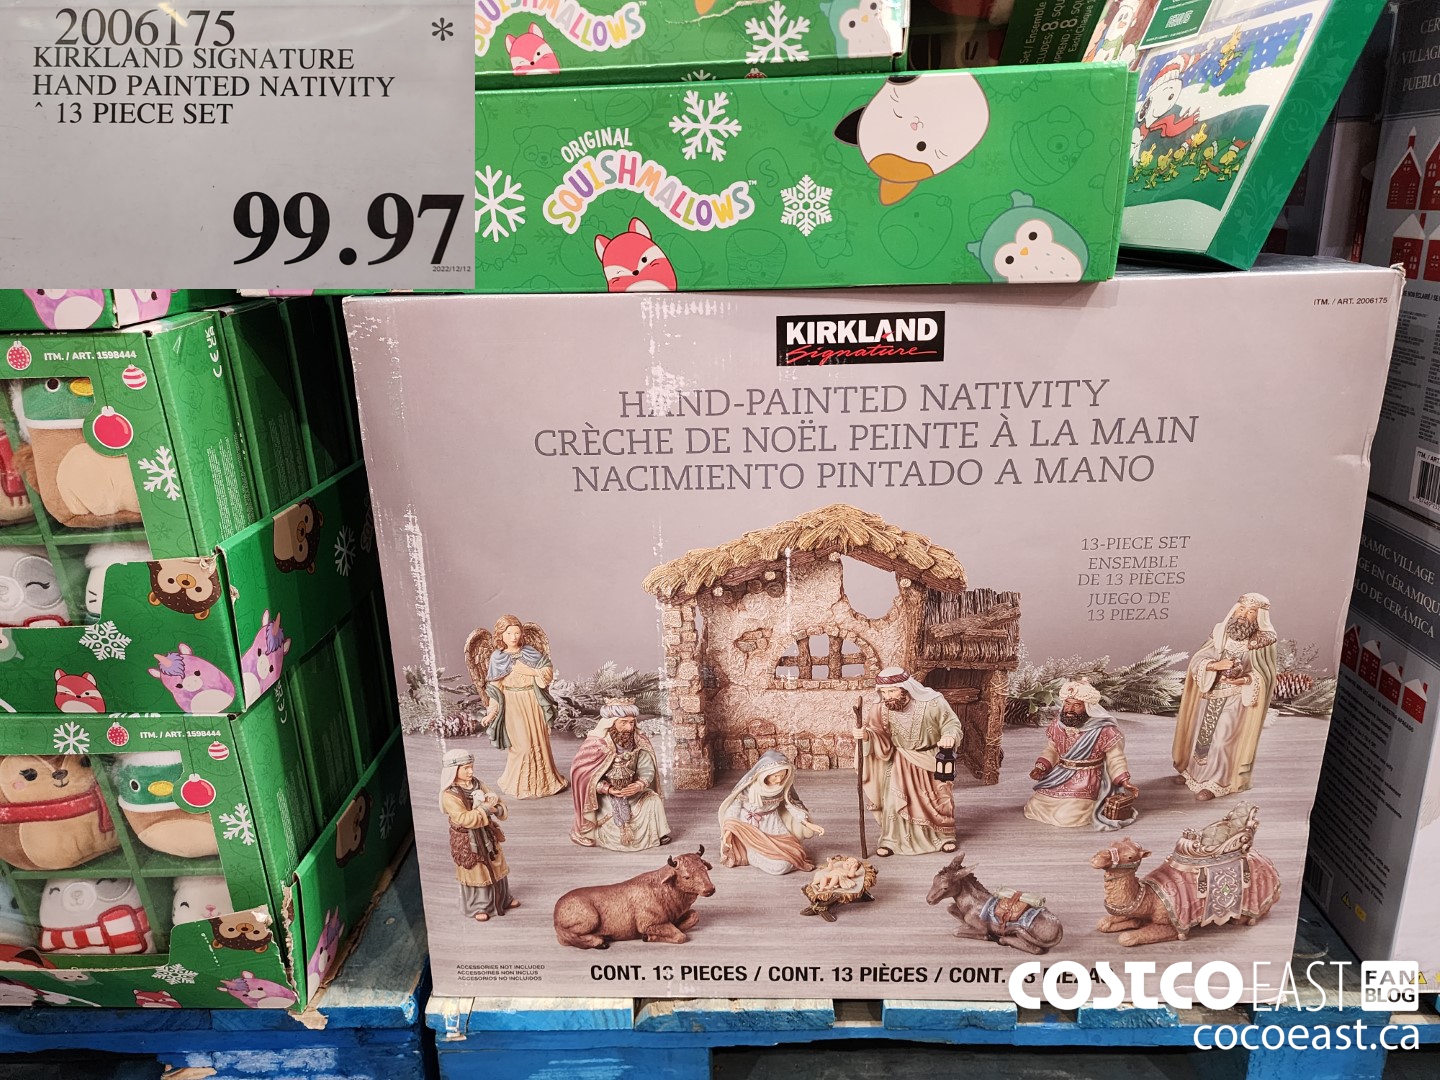 2006175 *
KIRKLAND SIGNATURE
HAND PAINTED NATIVITY
^ 13 PIECE SET
99.97
2022/12/12
SQUISHMALLOWS
ORIGINAL
SQUISHMALLOWS™
ITM. / ART. 1598444
ITM. / ART. 1598444
ITM. / ART. 2006175
KIRKLAND
Signature
HAND-PAINTED NATIVITY
CRÈCHE DE NOËL PEINTE À LA MAIN
NACIMIENTO PINTADO A MANO
13-PIECE SET
ENSEMBLE
DE 13 PIÈCES
JUEGO DE
13 PIEZAS
ACCESSORIES NOT INCLUDED
ACCESSOIRES NON INCLUS
ACCESORIOS NO INCLUIDOS
CONT. 13 PIECES / CONT. 13 PIÈCES / CONT.
COSTCO EAST FAN BLOG
cocoeast.ca